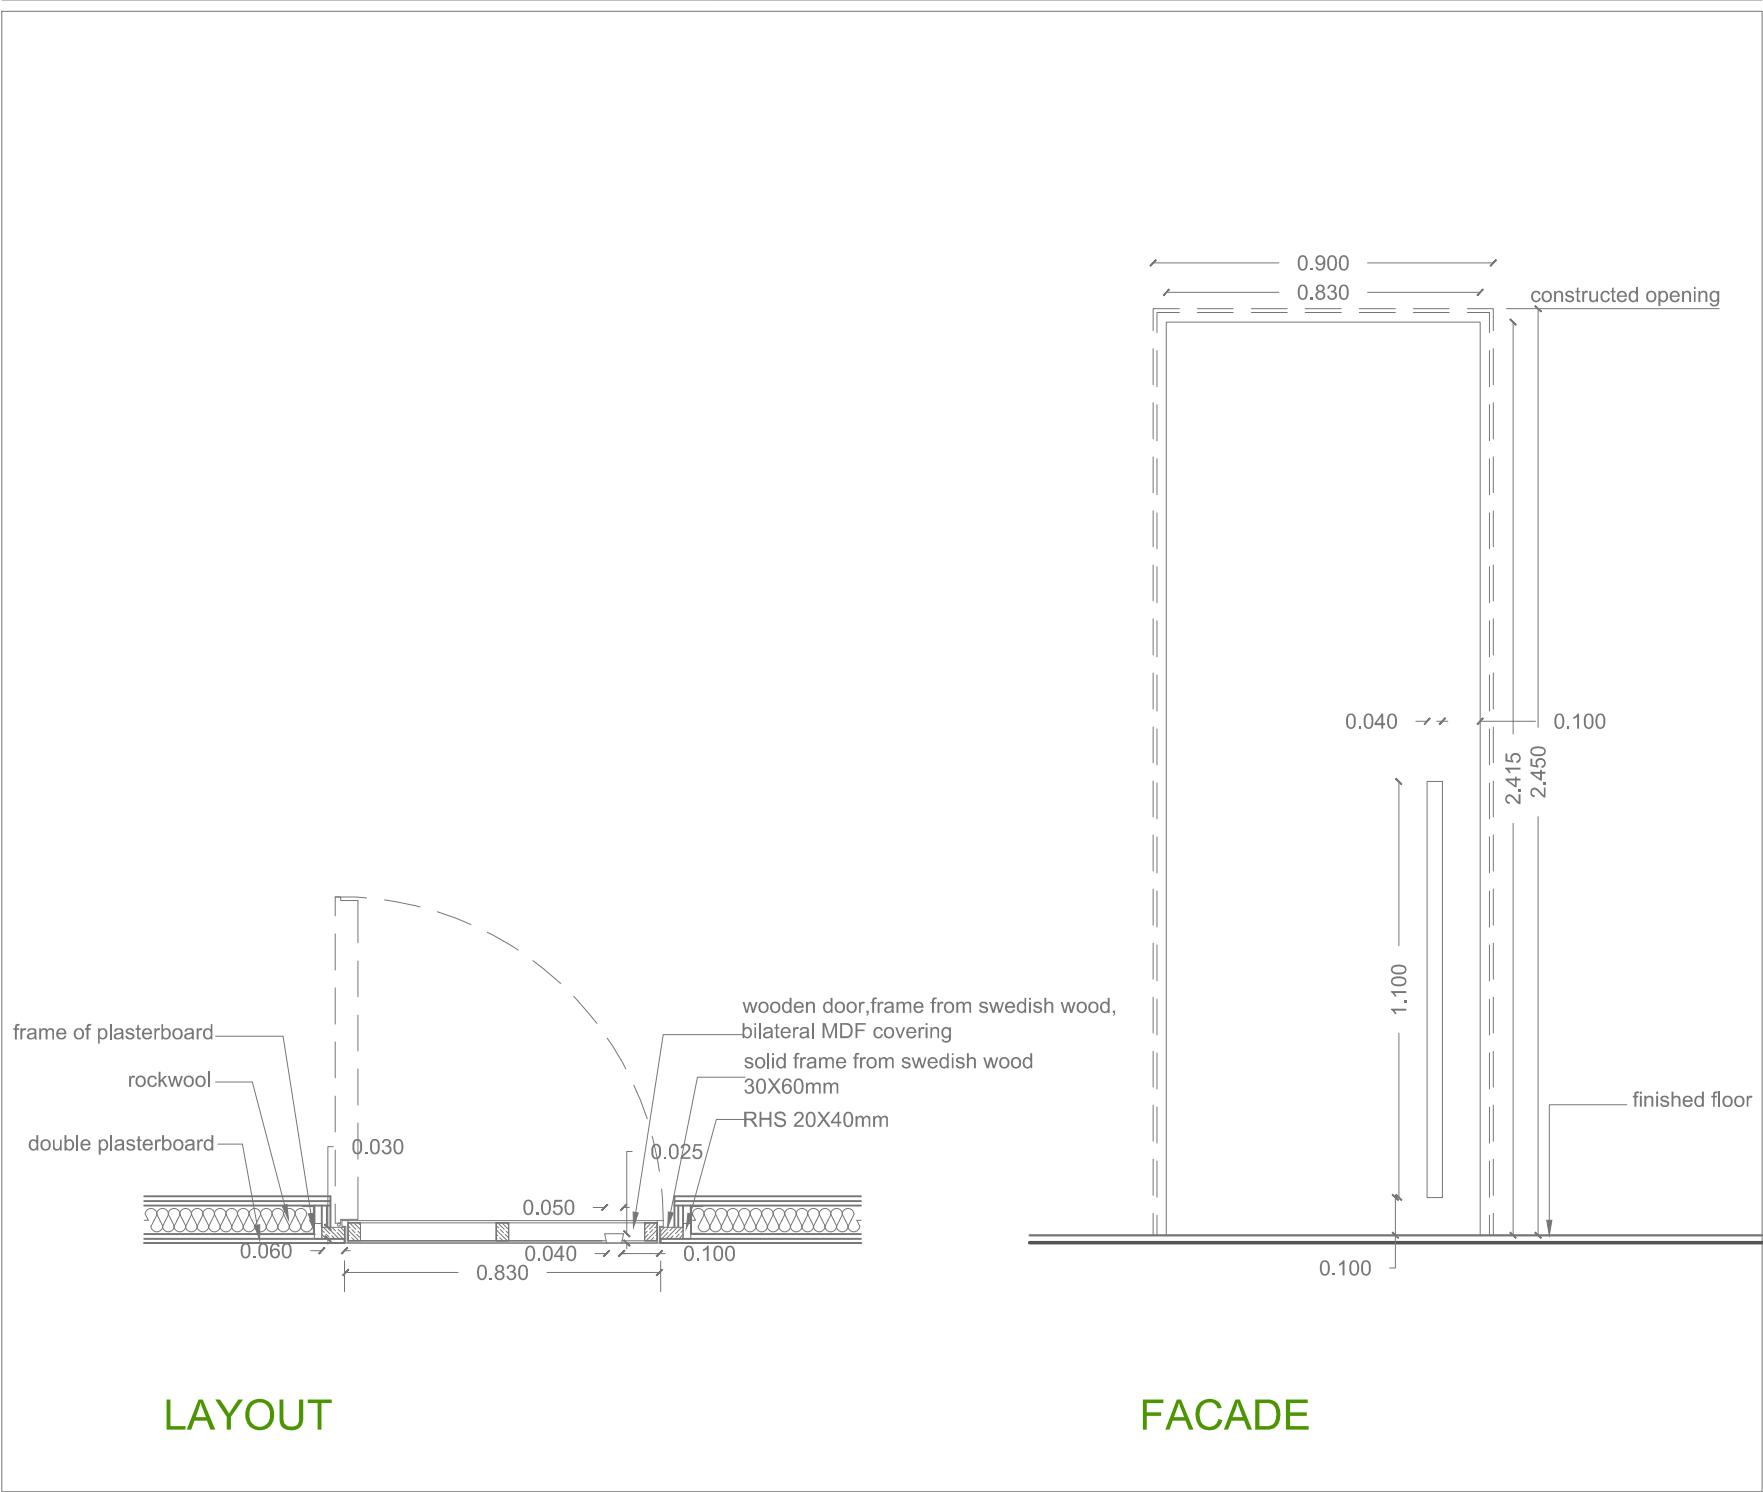 0.900
0.830
constructed opening
0.040
0.100
2.415
2.450
1.100
finished floor
0.100
wooden door,frame from swedish wood,
bilateral MDF covering
solid frame from swedish wood
30X60mm
RHS 20X40mm
frame of plasterboard
rockwool
double plasterboard
0.030
0.025
0.050
0.060
0.040
0.100
0.830
LAYOUT
FACADE